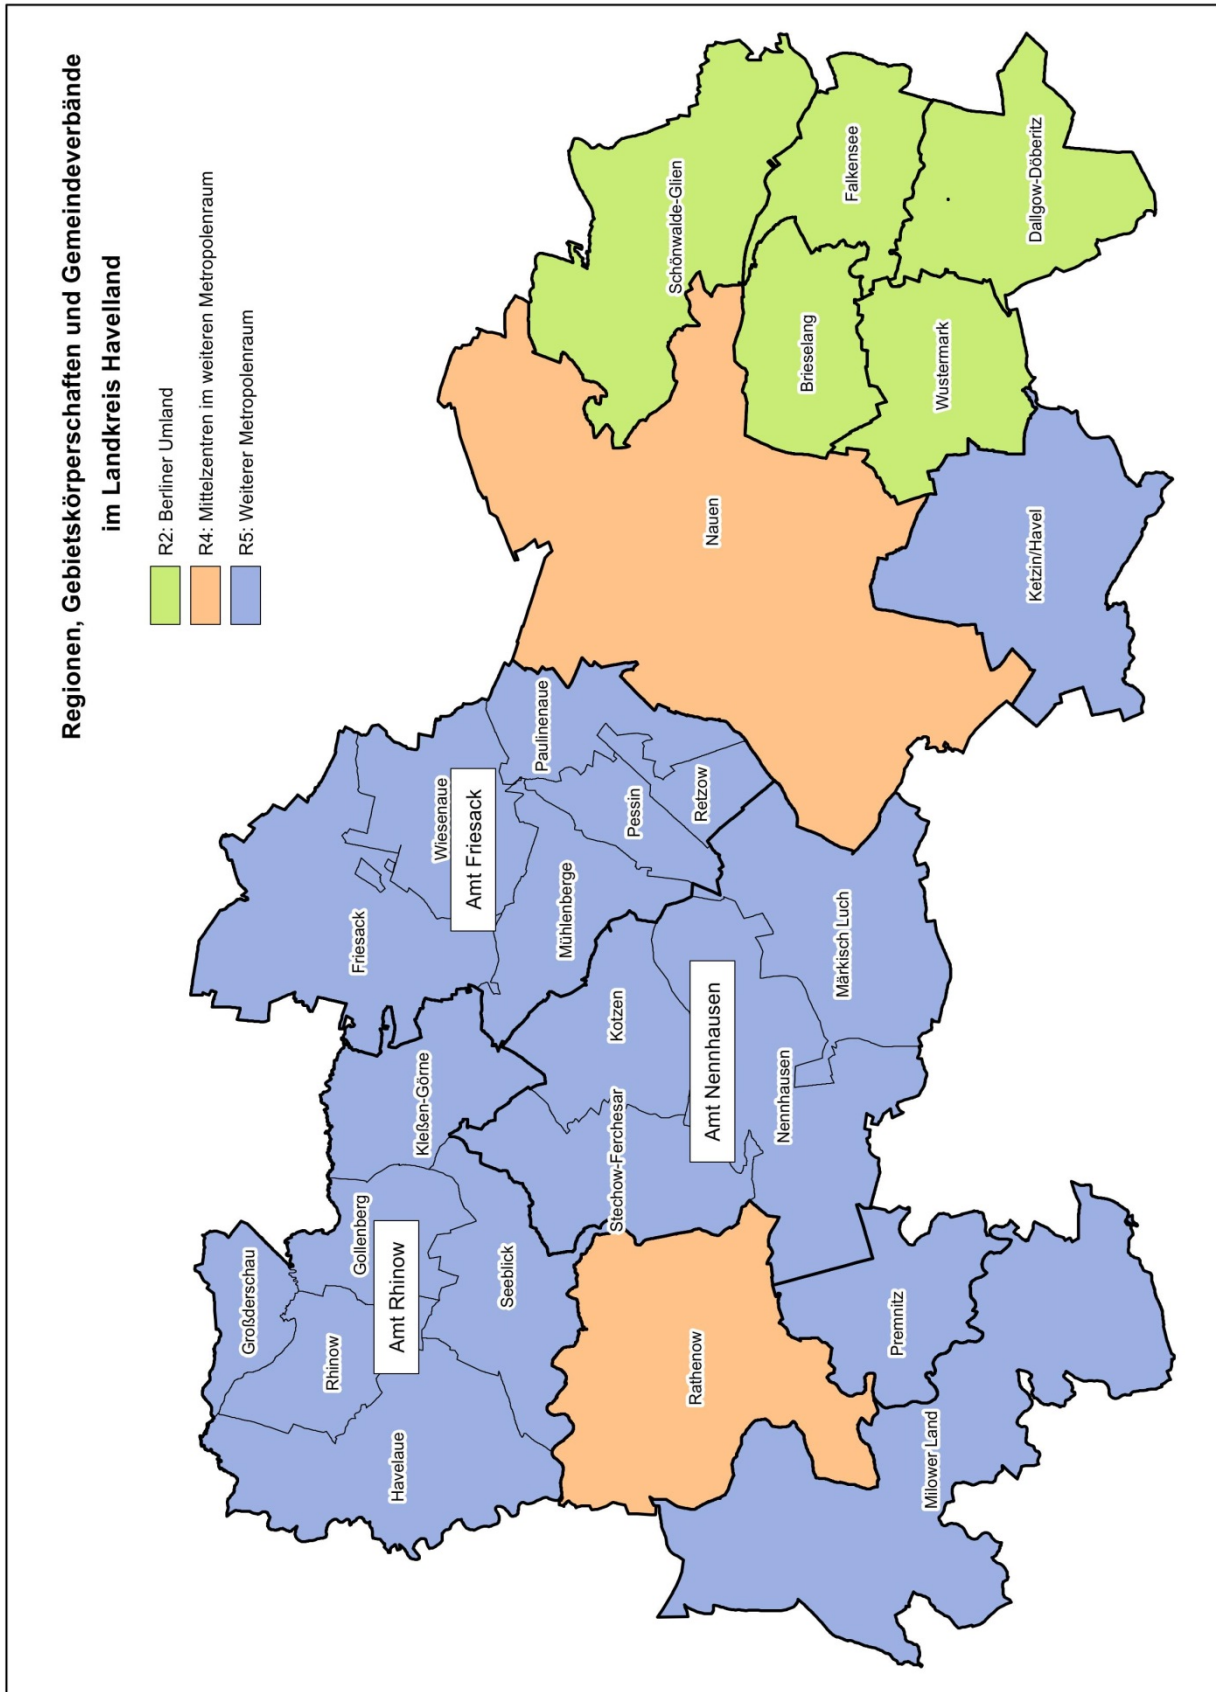 Regionen, Gebietskörperschaften und Gemeindeverbände
im Landkreis Havelland
R2: Berliner Umland
R4: Mittelzentren im weiteren Metropolenraum
R5: Weiterer Metropolenraum
Großderschau
Rhinow
Gollenberg
Amt Rhinow
Havelaue
Kleßen-Görne
Seeblick
Friesack
Wiesenaue
Amt Friesack
Paulinenaue
Mühlenberge
Pessin
Retzow
Kotzen
Stechow-Ferchesar
Amt Nennhausen
Nennhausen
Märkisch Luch
Rathenow
Premnitz
Milower Land
Nauen
Schönwalde-Glien
Brieselang
Falkensee
Wustermark
Dallgow-Döberitz
Ketzin/Havel